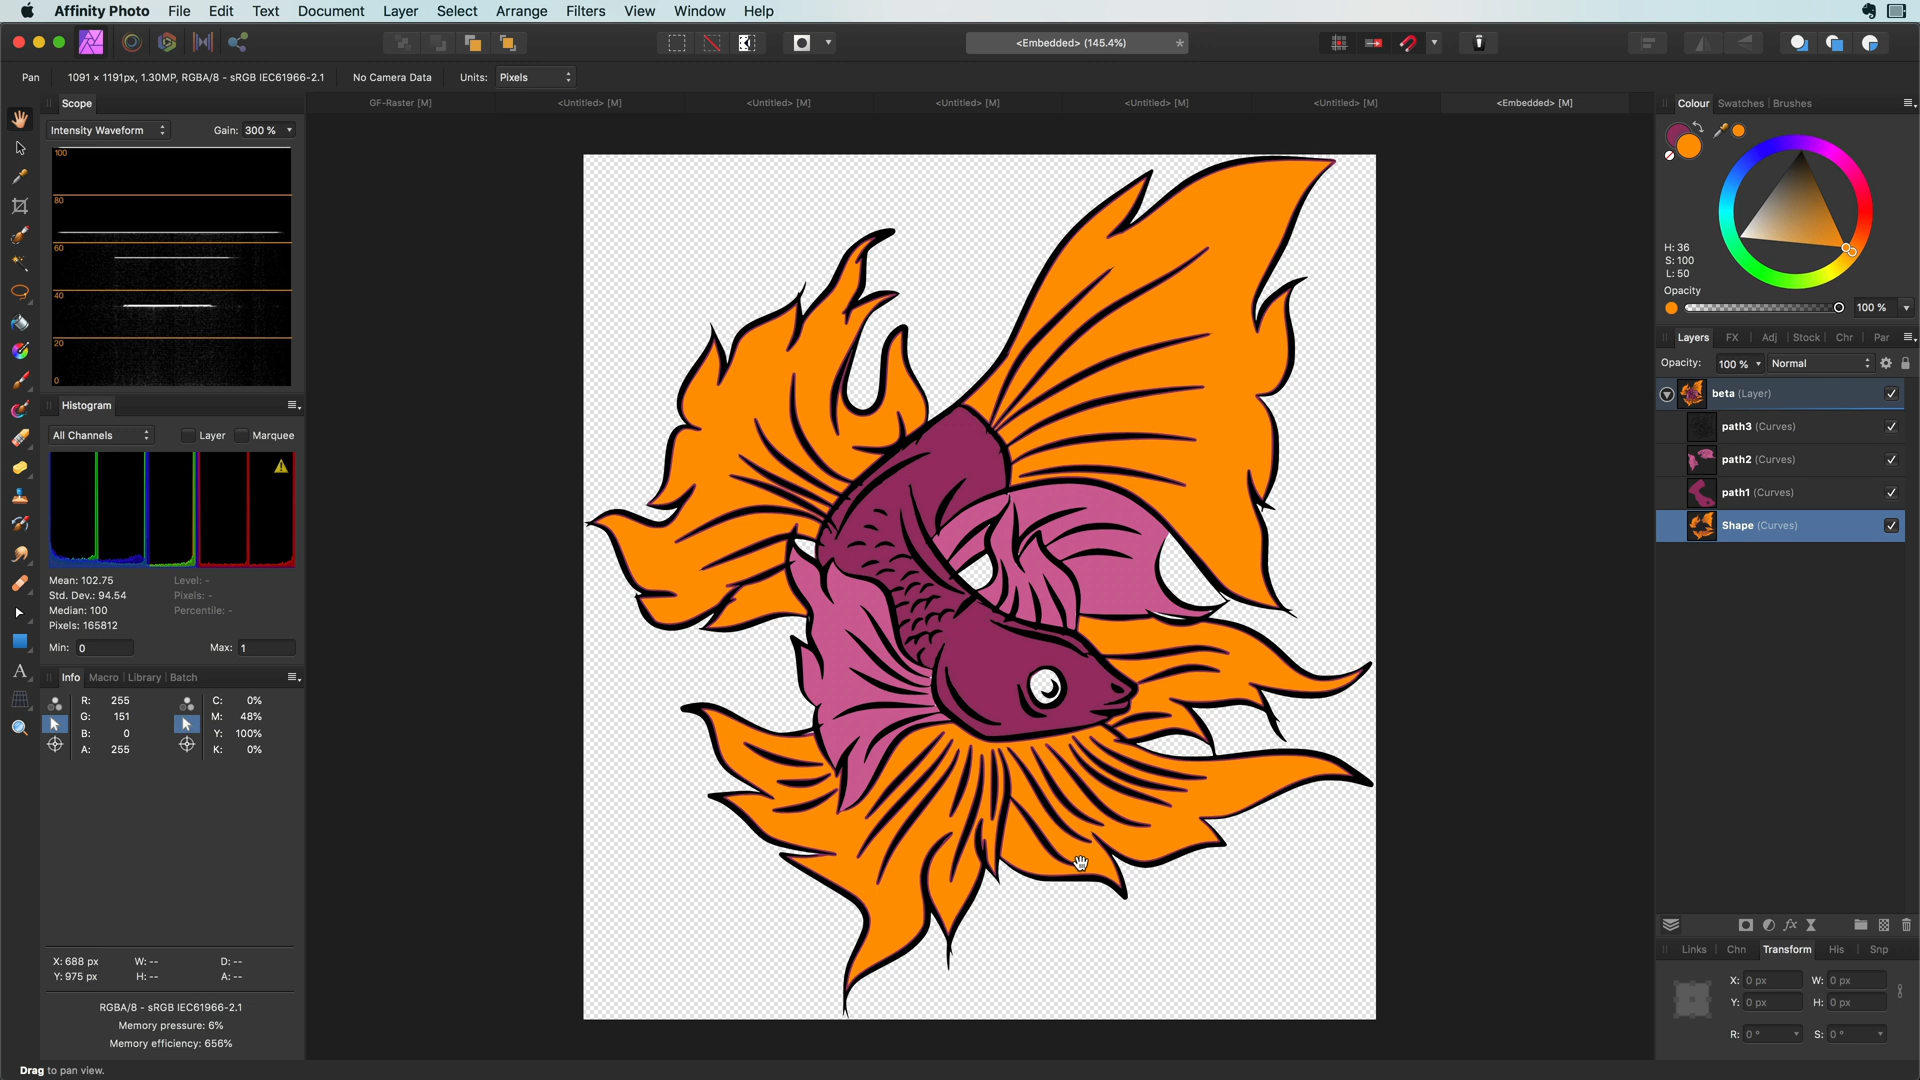 Affinity Photo File Edit Text Document Layer Select Arrange Filters View Window Help
<Embedded> (145.4%) *
Pan 1091 × 1191px, 1.30MP, RGBA/8 - sRGB IEC61966-2.1 No Camera Data Units: Pixels
GF-Raster [M] <Untitled> [M] <Untitled> [M] <Untitled> [M] <Untitled> [M] <Untitled> [M] <Embedded> [M]
Scope
Intensity Waveform Gain: 300 %
100
80
60
40
20
0
Histogram
All Channels Layer Marquee
Mean: 102.75 Level: -
Std. Dev.: 94.54 Pixels: -
Median: 100 Percentile: -
Pixels: 165812
Min: 0 Max: 1
Info Macro Library Batch
R: 255 C: 0%
G: 151 M: 48%
B: 0 Y: 100%
A: 255 K: 0%
X: 688 px W: -- D: --
Y: 975 px H: -- A: --
RGBA/8 - sRGB IEC61966-2.1
Memory pressure: 6%
Memory efficiency: 656%
Drag to pan view.
Colour Swatches Brushes
H: 36
S: 100
L: 50
Opacity
100 %
Layers FX Adj Stock Chr Par
Opacity: 100 % Normal
beta (Layer)
path3 (Curves)
path2 (Curves)
path1 (Curves)
Shape (Curves)
Links Chn Transform His Snp
X: 0 px W: 0 px
Y: 0 px H: 0 px
R: 0 ° S: 0 °